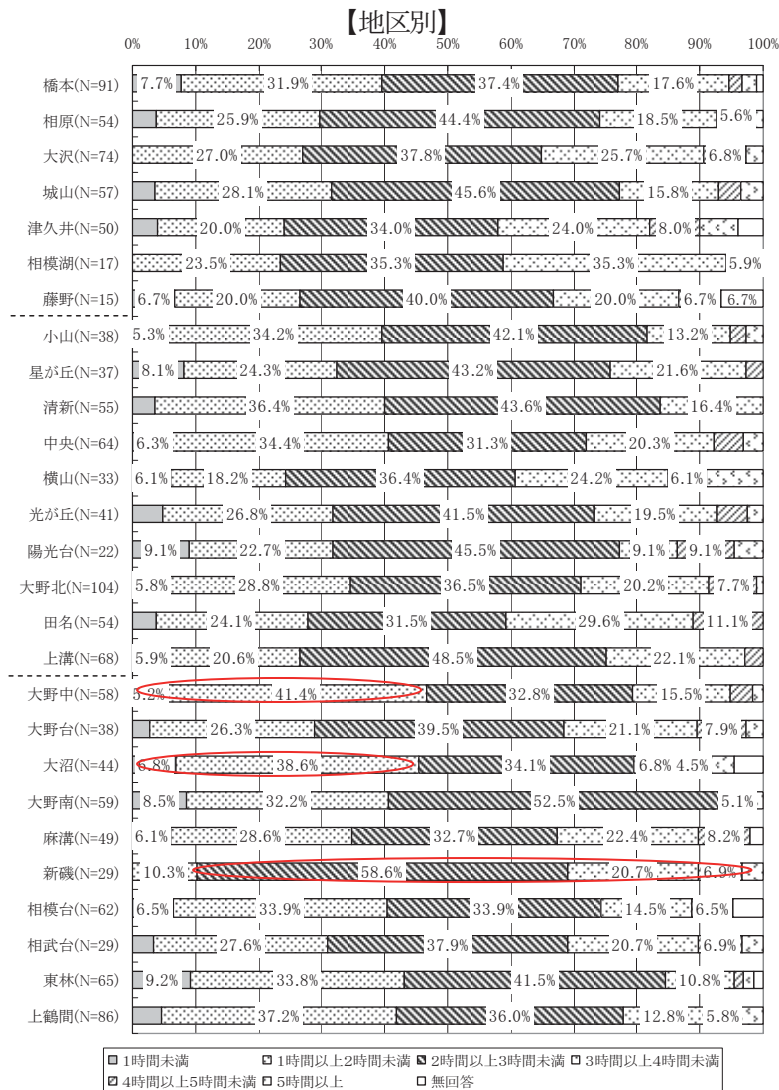 【地区別】
0% 10% 20% 30% 40% 50% 60% 70% 80% 90% 100%
橋本(N=91) 7.7% 31.9% 37.4% 17.6%
相原(N=54) 25.9% 44.4% 18.5% 5.6%
大沢(N=74) 27.0% 37.8% 25.7% 6.8%
城山(N=57) 28.1% 45.6% 15.8%
津久井(N=50) 20.0% 34.0% 24.0% 8.0%
相模湖(N=17) 23.5% 35.3% 35.3% 5.9%
藤野(N=15) 6.7% 20.0% 40.0% 20.0% 6.7% 6.7%
小山(N=38) 5.3% 34.2% 42.1% 13.2%
星が丘(N=37) 8.1% 24.3% 43.2% 21.6%
清新(N=55) 36.4% 43.6% 16.4%
中央(N=64) 6.3% 34.4% 31.3% 20.3%
横山(N=33) 6.1% 18.2% 36.4% 24.2% 6.1%
光が丘(N=41) 26.8% 41.5% 19.5%
陽光台(N=22) 9.1% 22.7% 45.5% 9.1% 9.1%
大野北(N=104) 5.8% 28.8% 36.5% 20.2% 7.7%
田名(N=54) 24.1% 31.5% 29.6% 11.1%
上溝(N=68) 5.9% 20.6% 48.5% 22.1%
大野中(N=58) 5.2% 41.4% 32.8% 15.5%
大野台(N=38) 26.3% 39.5% 21.1% 7.9%
大沼(N=44) 6.8% 38.6% 34.1% 6.8% 4.5%
大野南(N=59) 8.5% 32.2% 52.5% 5.1%
麻溝(N=49) 6.1% 28.6% 32.7% 22.4% 8.2%
新磯(N=29) 10.3% 58.6% 20.7% 6.9%
相模台(N=62) 6.5% 33.9% 33.9% 14.5% 6.5%
相武台(N=29) 27.6% 37.9% 20.7% 6.9%
東林(N=65) 9.2% 33.8% 41.5% 10.8%
上鶴間(N=86) 37.2% 36.0% 12.8% 5.8%
1時間未満 1時間以上2時間未満 2時間以上3時間未満 3時間以上4時間未満
4時間以上5時間未満 5時間以上 無回答